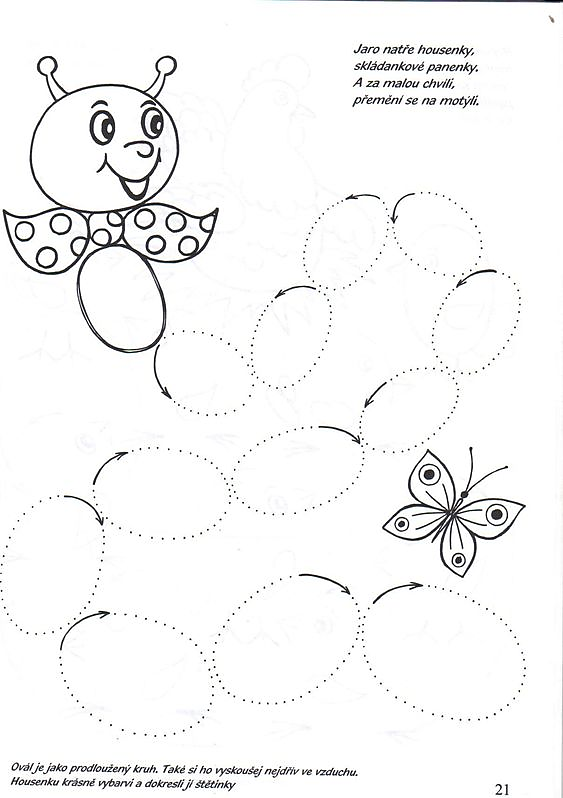 Jaro natře housenky,
skládankové panenky.
A za malou chvíli,
přemění se na motýli.
Ovál je jako prodloužený kruh. Také si ho vyskoušej nejdřív ve vzduchu.
Housenku krásně vybarvi a dokresli jí štětinky
21